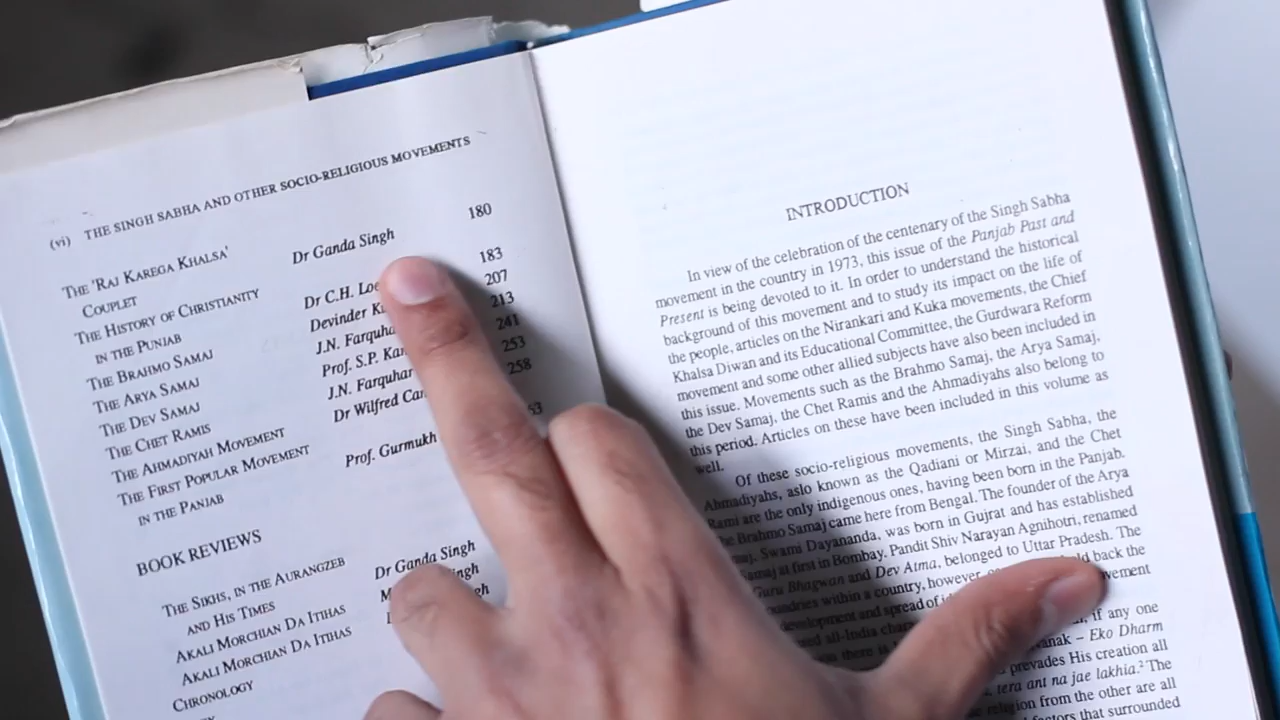 (vi) THE SINGH SABHA AND OTHER SOCIO-RELIGIOUS MOVEMENTS
THE 'RAJ KAREGA KHALSA' Dr Ganda Singh 180
COUPLET
THE HISTORY OF CHRISTIANITY Dr C.H. 183
IN THE PUNJAB
THE BRAHMO SAMAJ Devinder 207
THE ARYA SAMAJ J.N. 213
THE DEV SAMAJ Prof. S.P. 241
THE CHET RAMIS J.N. Farquhar 253
THE AHMADIYAH MOVEMENT Dr Wilfred 258
THE FIRST POPULAR MOVEMENT Prof. Gurmukh
IN THE PANJAB
BOOK REVIEWS
THE SIKHS, IN THE AURANGZEB Dr Ganda Singh
AND HIS TIMES
AKALI MORCHIAN DA ITIHAS
AKALI MORCHIAN DA ITIHAS
CHRONOLOGY
INTRODUCTION
In view of the celebration of the centenary of the Singh Sabha
movement in the country in 1973, this issue of the Panjab Past and
Present is being devoted to it. In order to understand the historical
background of this movement and to study its impact on the life of
the people, articles on the Nirankari and Kuka movements, the Chief
Khalsa Diwan and its Educational Committee, the Gurdwara Reform
movement and some other allied subjects have also been included in
this issue. Movements such as the Brahmo Samaj, the Arya Samaj,
the Dev Samaj, the Chet Ramis and the Ahmadiyahs also belong to
this period. Articles on these have been included in this volume as
well.
Of these socio-religious movements, the Singh Sabha, the
Ahmadiyahs, aslo known as the Qadiani or Mirzai, and the Chet
Rami are the only indigenous ones, having been born in the Panjab.
The Brahmo Samaj came here from Bengal. The founder of the Arya
Swami Dayananda, was born in Gujrat and has established
Samaj at first in Bombay, Pandit Shiv Narayan Agnihotri, renamed
Guru Bhagwan and Dev Atma, belonged to Uttar Pradesh. The
within a country, however, back the
development and spread of
all-India
if any one
Nanak – Eko Dharm
prevades His creation all
tera ant na jae lakhia.² The
religion from the other are all
factors that surrounded